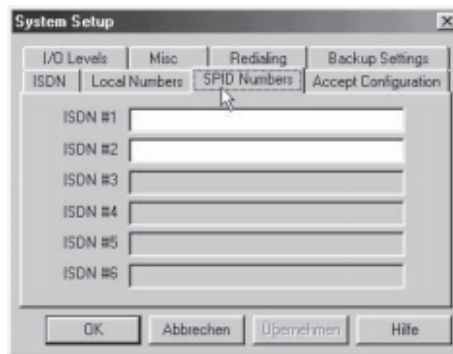 System Setup
I/O Levels Misc Redialing Backup Settings
ISDN Local Numbers SPID Numbers Accept Configuration
ISDN #1
ISDN #2
ISDN #3
ISDN #4
ISDN #5
ISDN #6
OK Abbrechen Übernehmen Hilfe